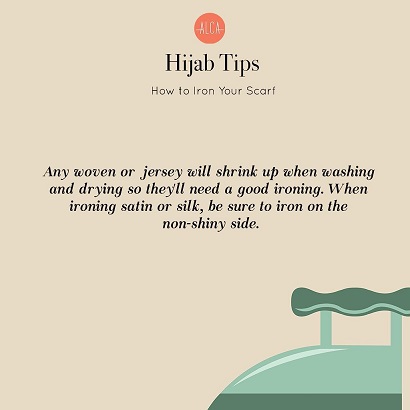 ALCA
Hijab Tips
How to Iron Your Scarf
Any woven or jersey will shrink up when washing
and drying so they'll need a good ironing. When
ironing satin or silk, be sure to iron on the
non-shiny side.